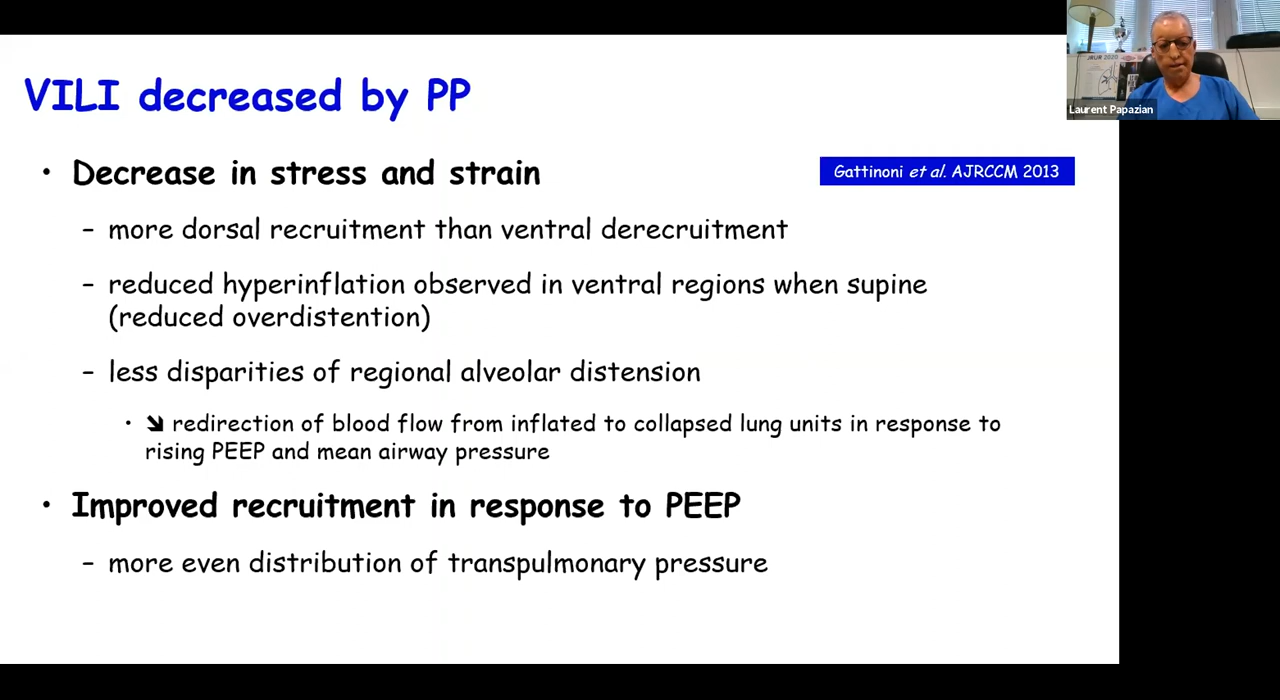 VILI decreased by PP
• Decrease in stress and strain
Gattinoni et al. AJRCCM 2013
– more dorsal recruitment than ventral derecruitment
– reduced hyperinflation observed in ventral regions when supine
(reduced overdistention)
– less disparities of regional alveolar distension
• ➘ redirection of blood flow from inflated to collapsed lung units in response to
rising PEEP and mean airway pressure
• Improved recruitment in response to PEEP
– more even distribution of transpulmonary pressure
JRUR 2020
Laurent Papazian